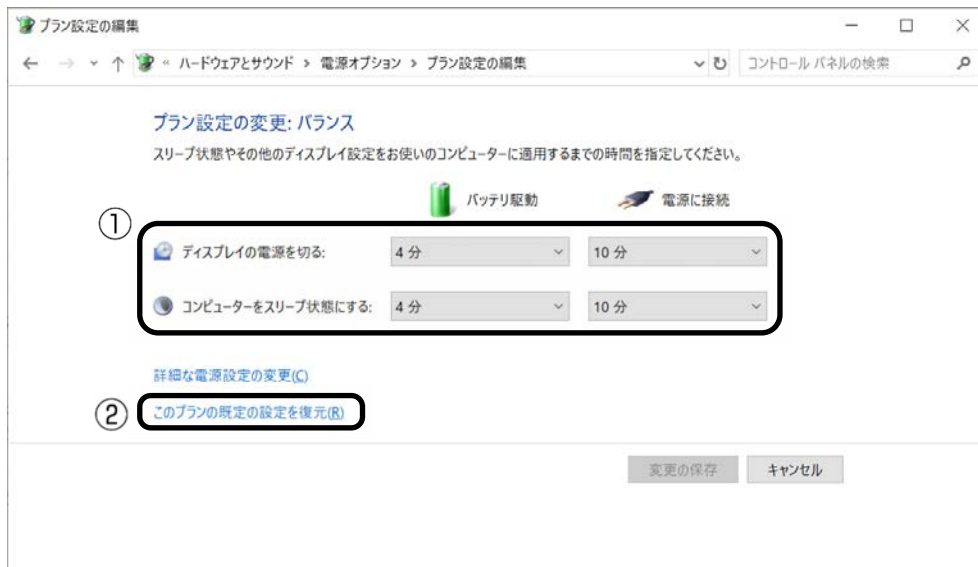 プラン設定の編集
« ハードウェアとサウンド > 電源オプション > プラン設定の編集
コントロール パネルの検索
プラン設定の変更: バランス
スリープ状態やその他のディスプレイ設定をお使いのコンピューターに適用するまでの時間を指定してください。
バッテリ駆動 電源に接続
①
ディスプレイの電源を切る: 4 分 10 分
コンピューターをスリープ状態にする: 4 分 10 分
詳細な電源設定の変更(C)
② このプランの既定の設定を復元(R)
変更の保存 キャンセル